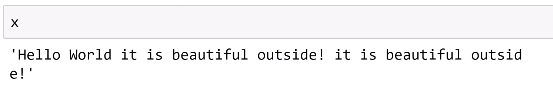 x
'Hello World it is beautiful outside! it is beautiful outsid
e!'